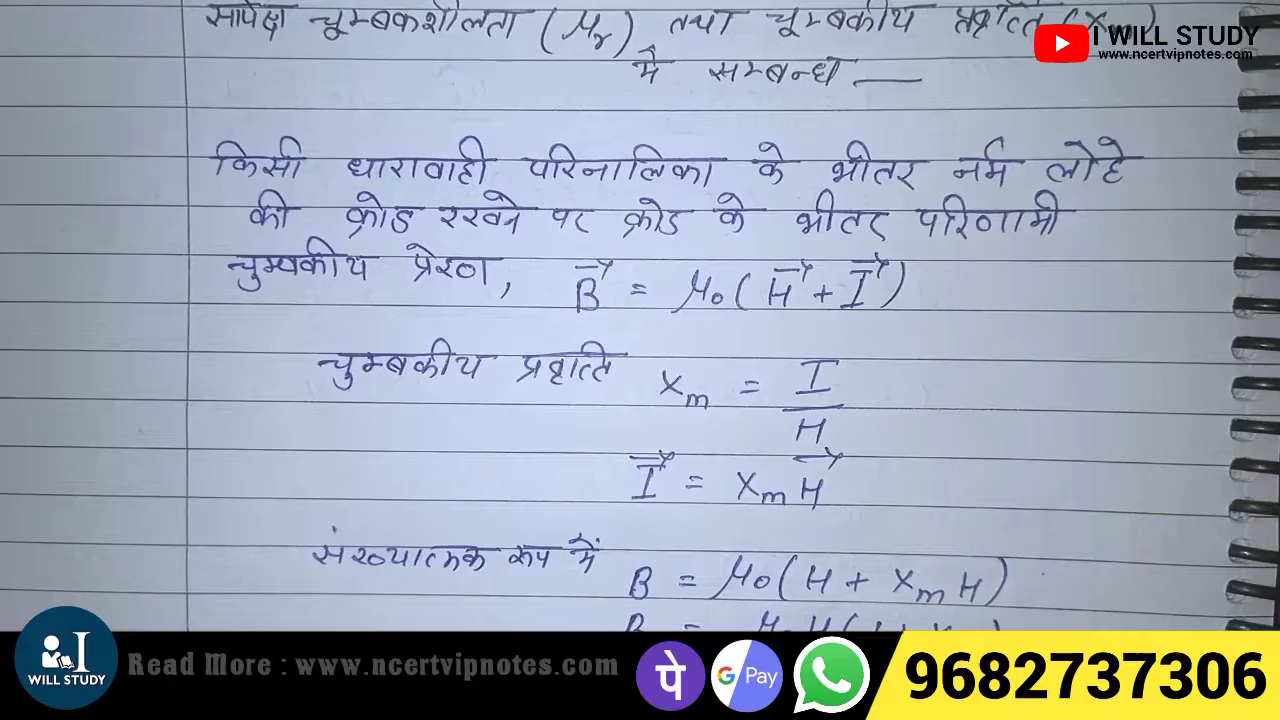 सापेक्ष चूम्बकशीलता (μr) तथा चूम्बकीय प्रवृत्ति (Xm)
में सम्बन्ध —
I WILL STUDY
www.ncertvipnotes.com
किसी धारावाही परिनालिका के भीतर नर्म लोहे
की क्रोड रखने पर क्रोड के भीतर परिणामी
चुम्बकीय प्रेरण, B⃗ = μ₀(H⃗ + I⃗)
चुम्बकीय प्रवृत्ति Xm = I/H
I⃗ = Xm H⃗
संख्यात्मक रूप में B = μ₀(H + XmH)
I
WILL STUDY
Read More : www.ncertvipnotes.com
पे
G Pay
9682737306